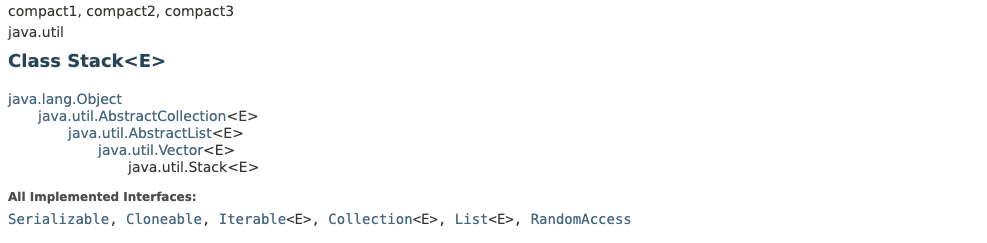 compact1, compact2, compact3
java.util
Class Stack<E>
java.lang.Object
java.util.AbstractCollection<E>
java.util.AbstractList<E>
java.util.Vector<E>
java.util.Stack<E>
All Implemented Interfaces:
Serializable, Cloneable, Iterable<E>, Collection<E>, List<E>, RandomAccess